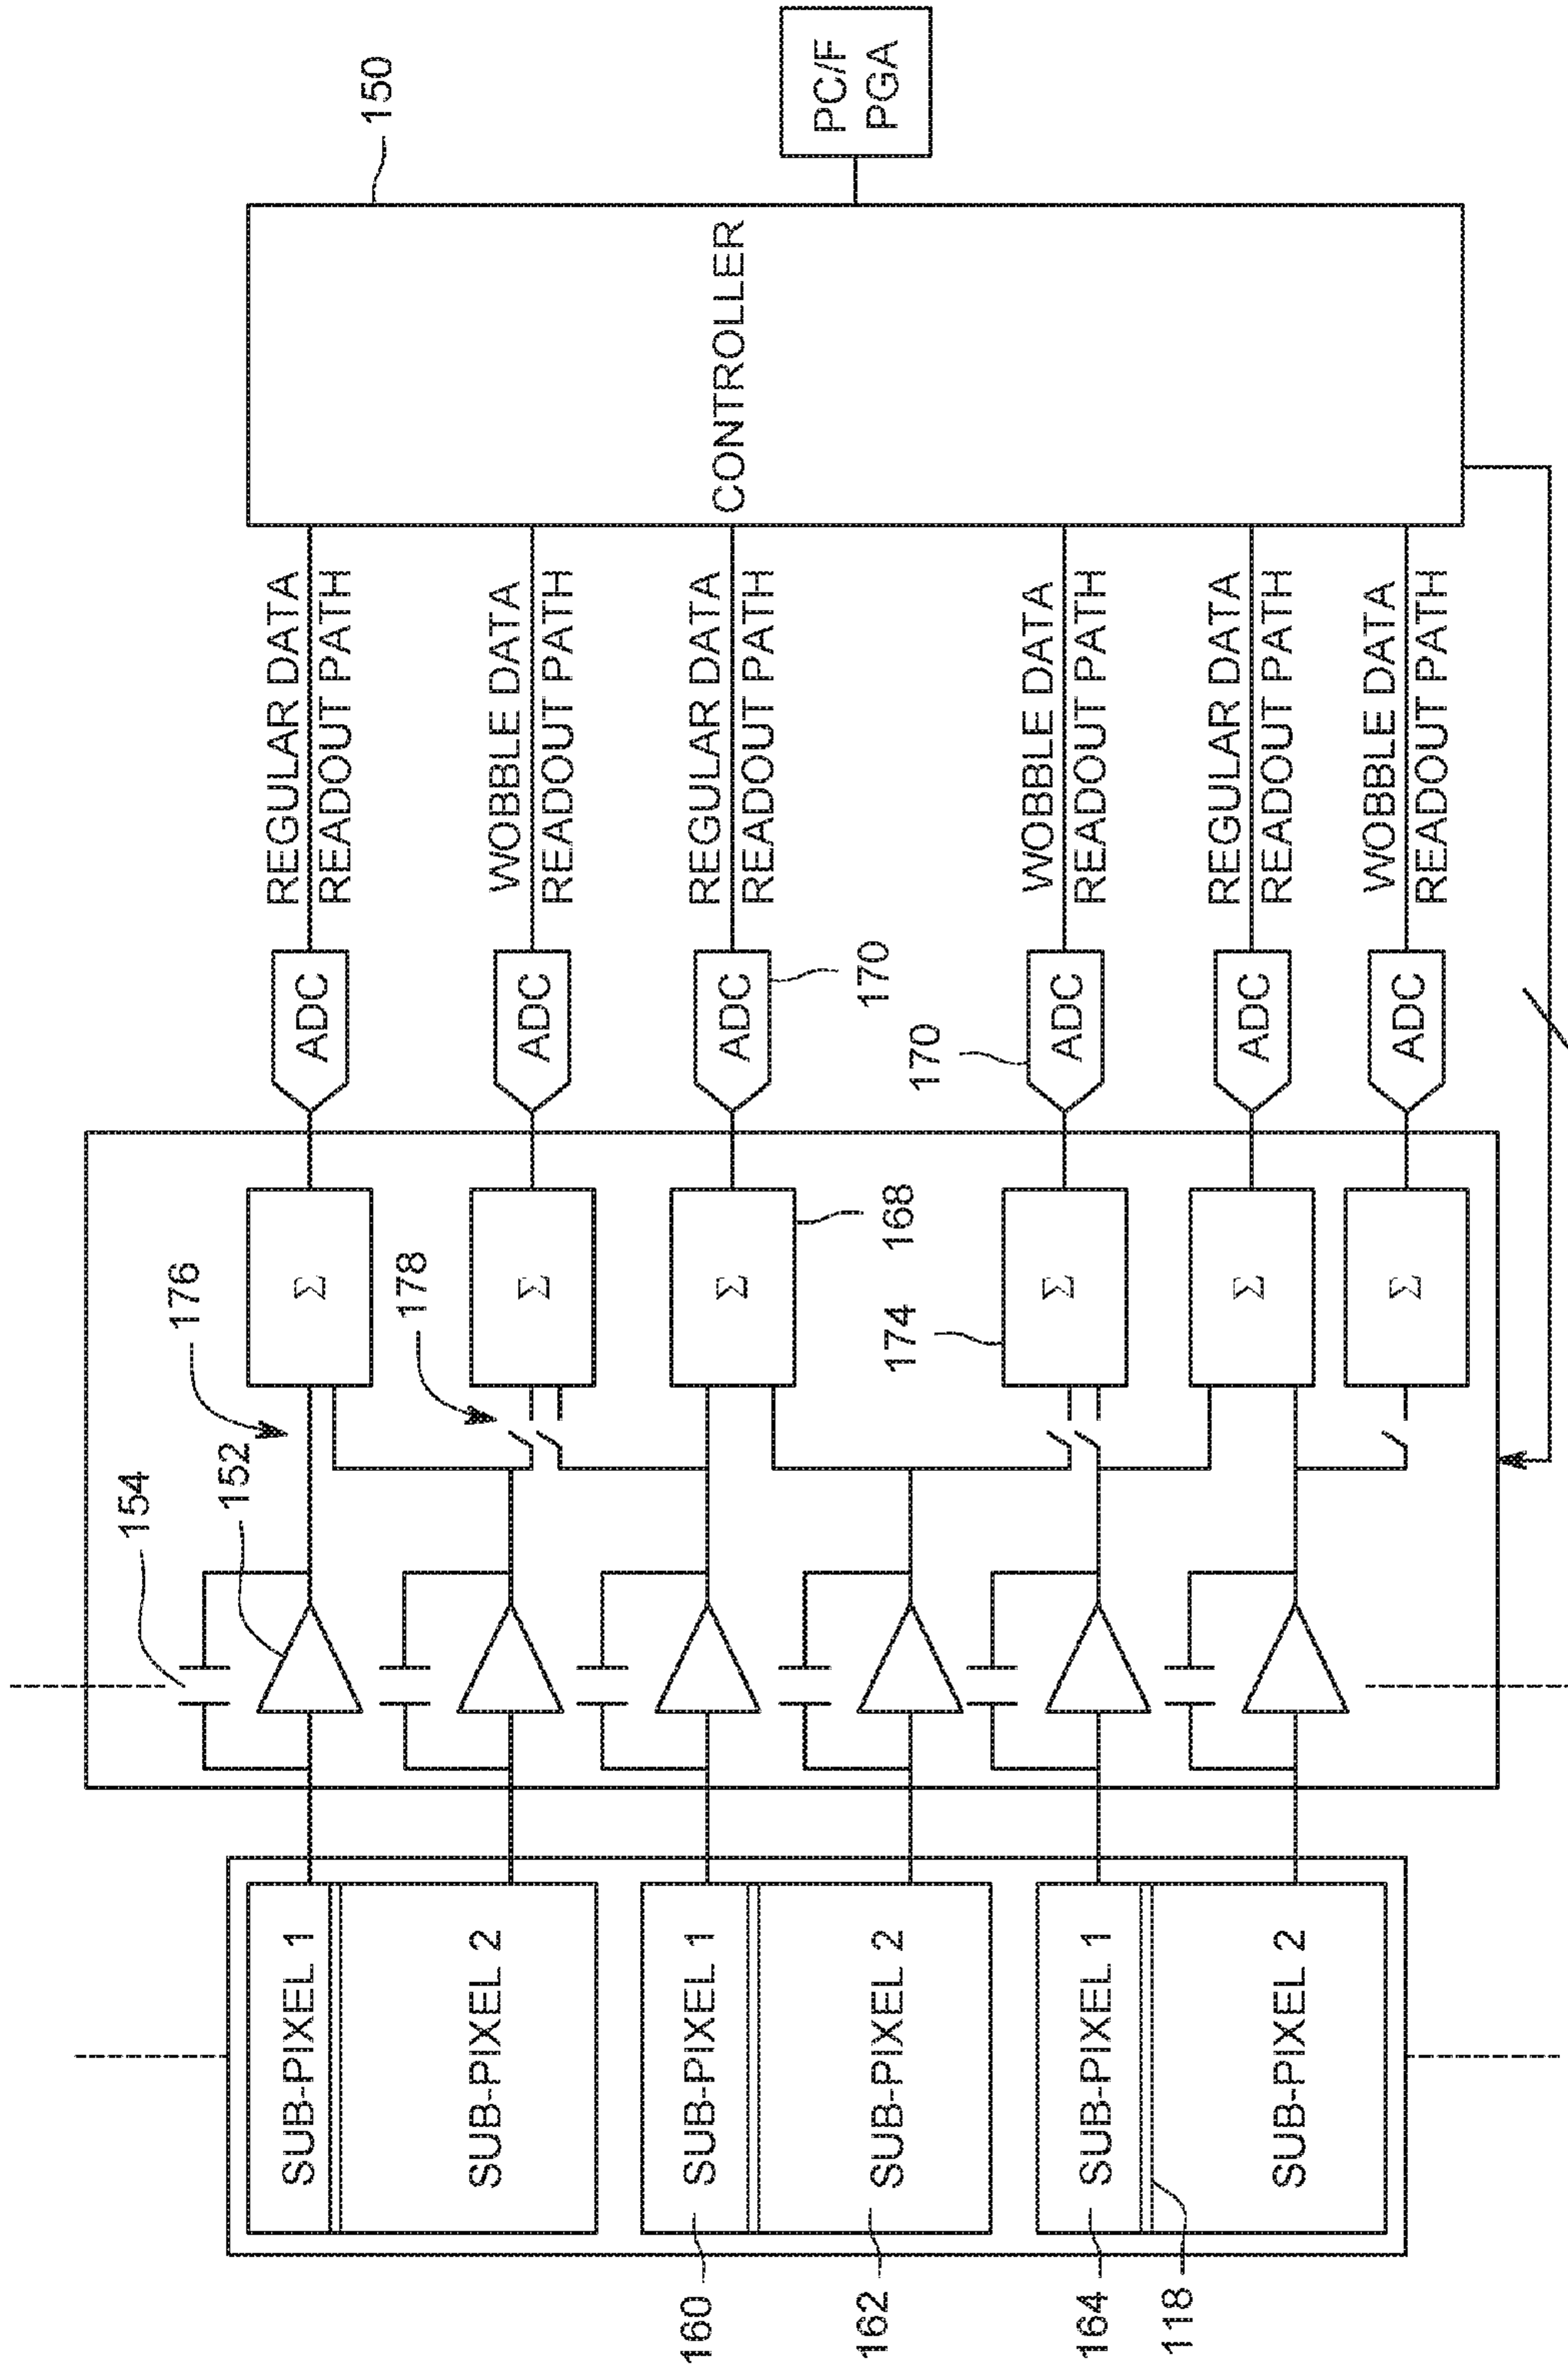 SUB-PIXEL 1
SUB-PIXEL 2
SUB-PIXEL 1
SUB-PIXEL 2
SUB-PIXEL 1
SUB-PIXEL 2
160
162
164
118
154
152
176
178
174
168
Σ
Σ
Σ
Σ
Σ
Σ
ADC
ADC
ADC
170
170
ADC
ADC
ADC
REGULAR DATA
READOUT PATH
WOBBLE DATA
READOUT PATH
REGULAR DATA
READOUT PATH
WOBBLE DATA
READOUT PATH
REGULAR DATA
READOUT PATH
WOBBLE DATA
READOUT PATH
CONTROLLER
150
PC/F
PGA